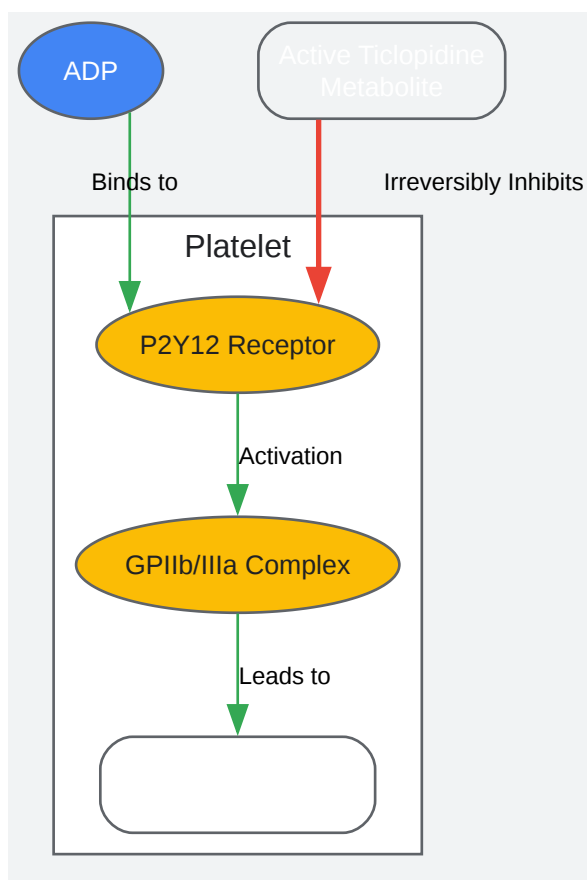 ADP
Active Ticlopidine
Metabolite
Binds to
Irreversibly Inhibits
Platelet
P2Y12 Receptor
Activation
GPIIb/IIIa Complex
Leads to